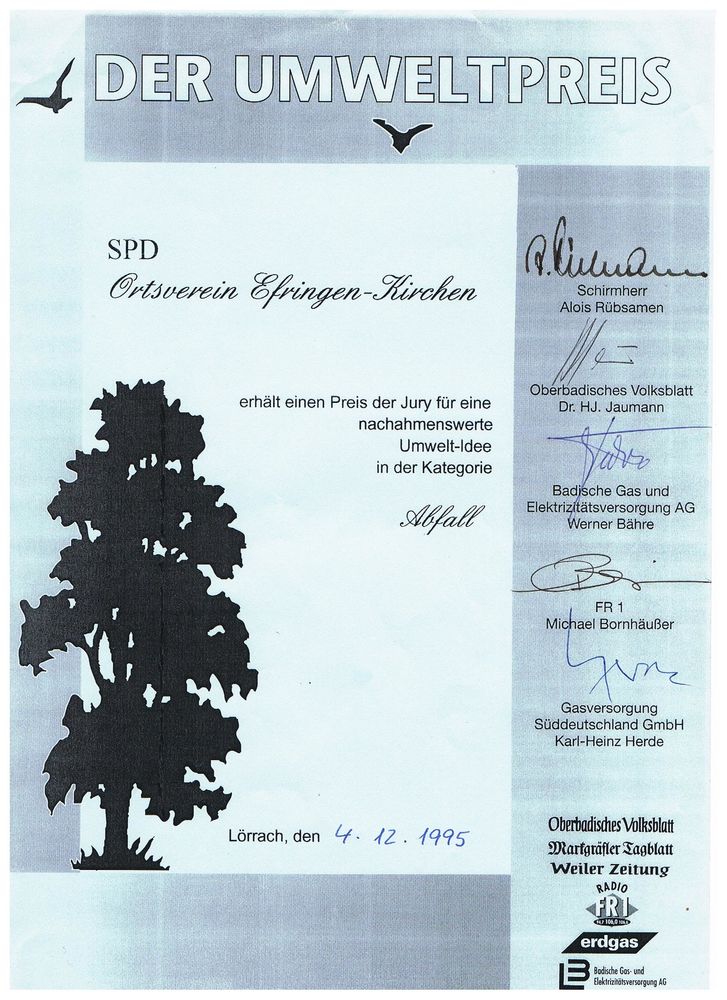 DER UMWELTPREIS
SPD
Ortsverein Efringen-Kirchen
erhält einen Preis der Jury für eine
nachahmenswerte
Umwelt-Idee
in der Kategorie
Abfall
Lörrach, den 4. 12. 1995
Schirmherr
Alois Rübsamen
Oberbadisches Volksblatt
Dr. HJ. Jaumann
Badische Gas und
Elektrizitätsversorgung AG
Werner Bähre
FR 1
Michael Bornhäußer
Gasversorgung
Süddeutschland GmbH
Karl-Heinz Herde
Oberbadisches Volksblatt
Markgräfler Tagblatt
Weiler Zeitung
RADIO
FR1
erdgas
LB Badische Gas- und
Elektrizitätsversorgung AG